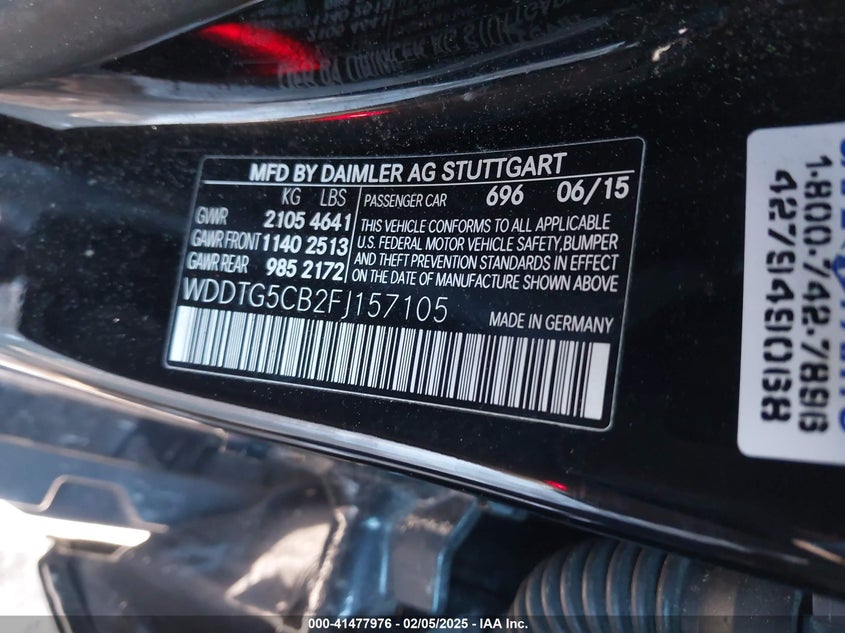 MFD BY DAIMLER AG STUTTGART
KG LBS
GVWR 2105 4641
GAWR FRONT 1140 2513
GAWR REAR 985 2172
PASSENGER CAR 696 06/15
THIS VEHICLE CONFORMS TO ALL APPLICABLE
U.S. FEDERAL MOTOR VEHICLE SAFETY, BUMPER
AND THEFT PREVENTION STANDARDS IN EFFECT
ON THE DATE OF MANUFACTURE SHOWN ABOVE
WDDTG5CB2FJ157105
MADE IN GERMANY
1-800-742-7896
42794906B
000-41477976 / 02/05/2025 - IAA Inc.